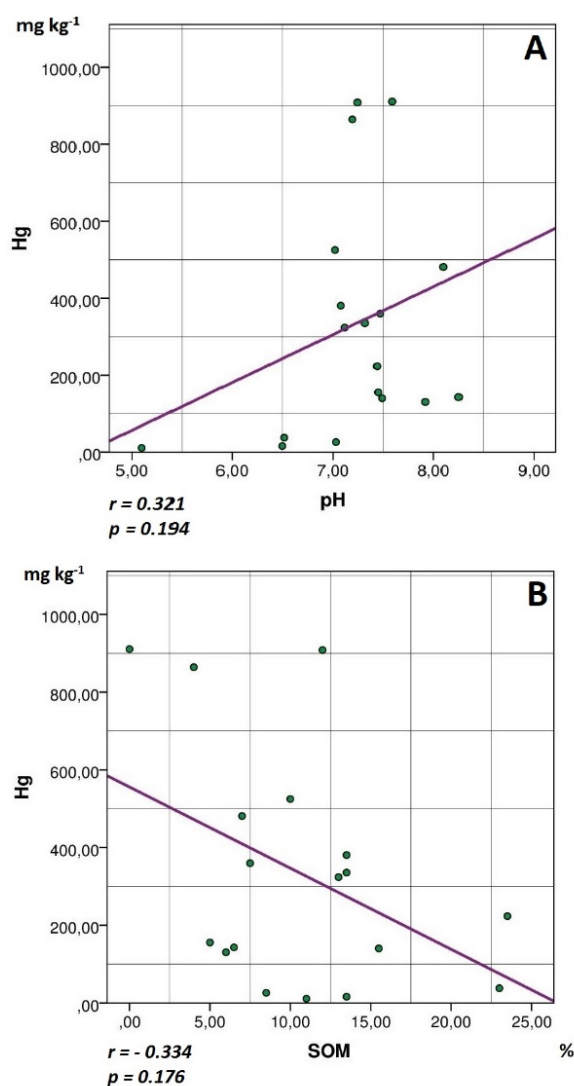 mg kg-1
A
1000,00
800,00
600,00
Hg
400,00
200,00
,00
5,00 6,00 7,00 8,00 9,00
pH
r = 0.321
p = 0.194
mg kg-1
B
1000,00
800,00
600,00
Hg
400,00
200,00
,00
,00 5,00 10,00 15,00 20,00 25,00
r = - 0.334 SOM %
p = 0.176